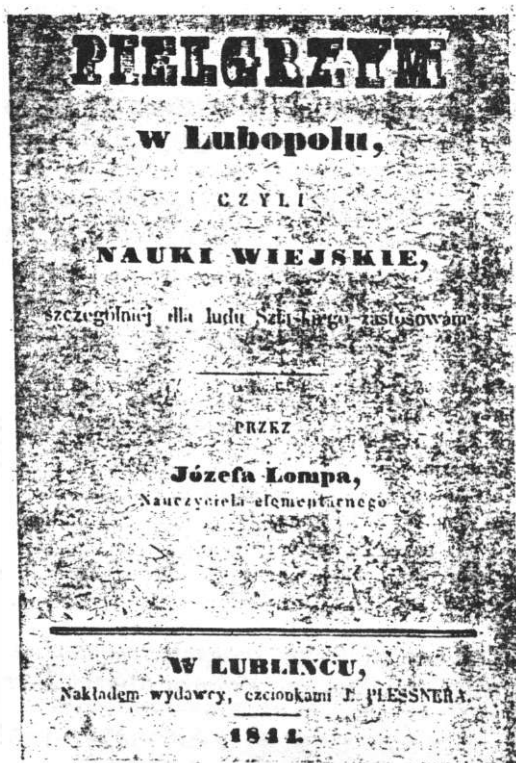 PIELGRZYM
w Lubopolu,
CZYLI
NAUKI WIEJSKIE,
szczególniej dla ludu Szląskiego zastosowane
PRZEZ
Józefa Lompa,
Nauczyciela elementarnego
W LUBLINCU,
Nakładem wydawcy, czcionkami J. PLESSNERA.
1844.